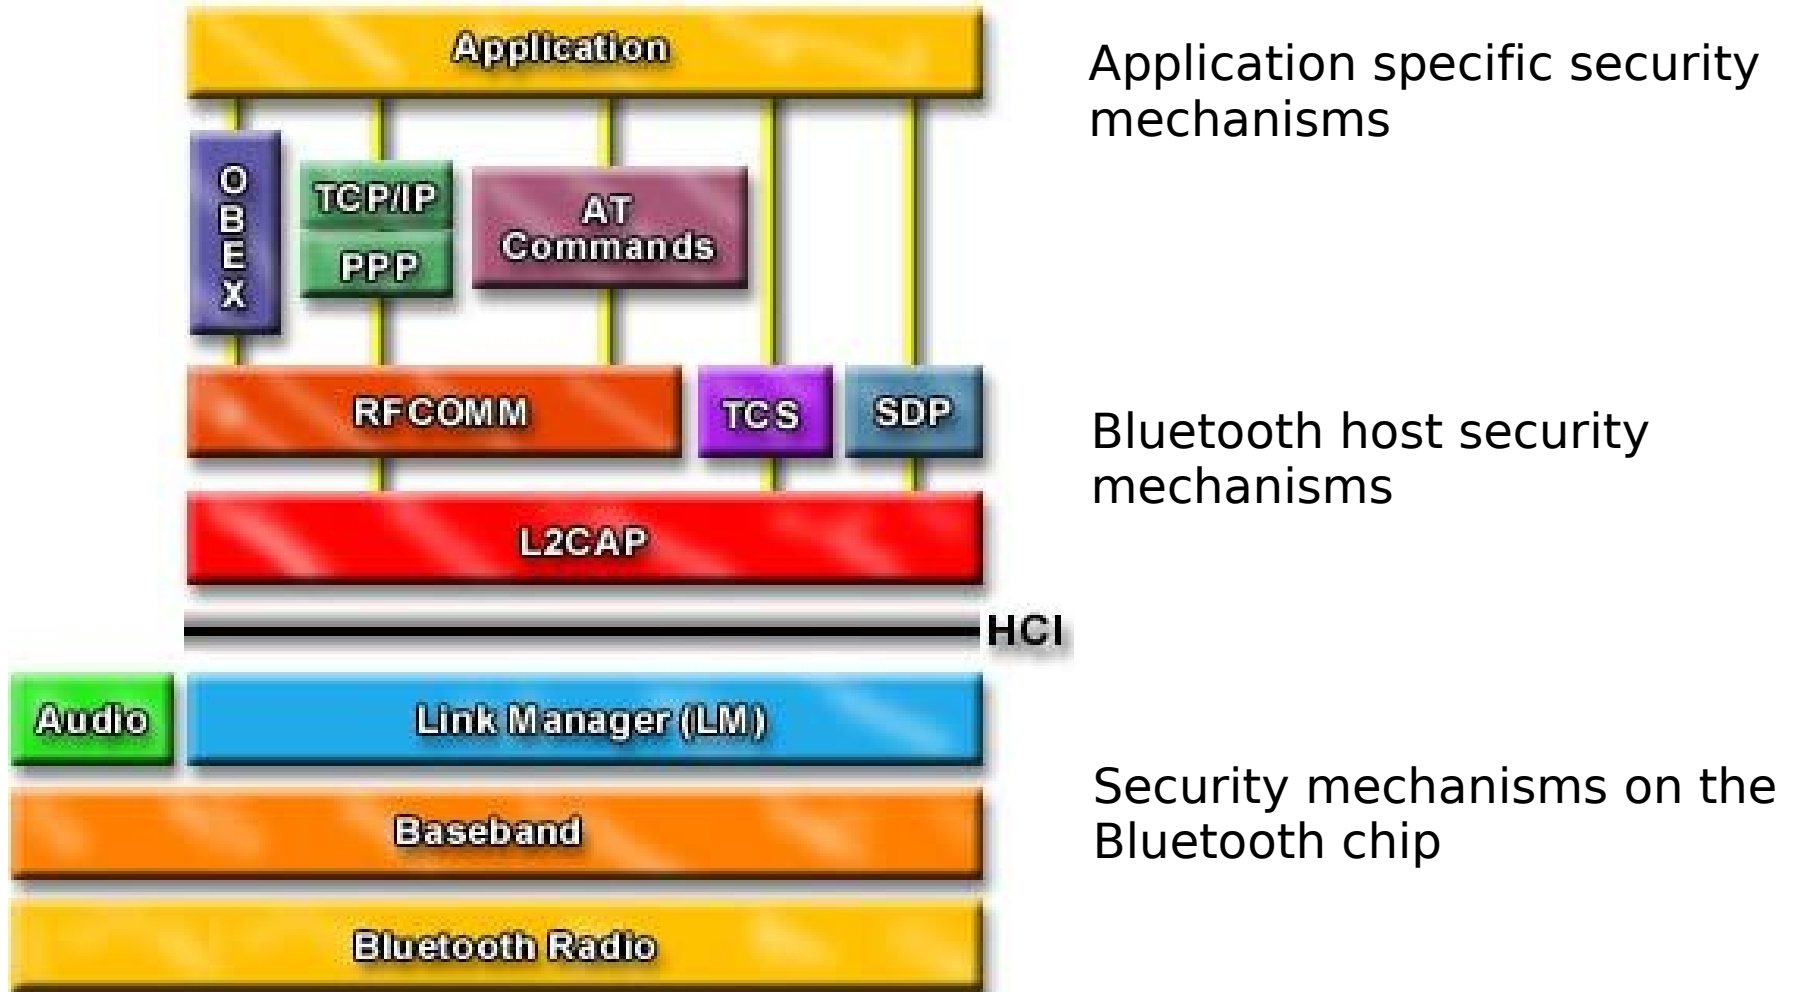 Application
Application specific security
mechanisms
O
B
E
X
TCP/IP
PPP
AT
Commands
RFCOMM
TCS
SDP
Bluetooth host security
mechanisms
L2CAP
HCI
Audio
Link Manager (LM)
Security mechanisms on the
Bluetooth chip
Baseband
Bluetooth Radio